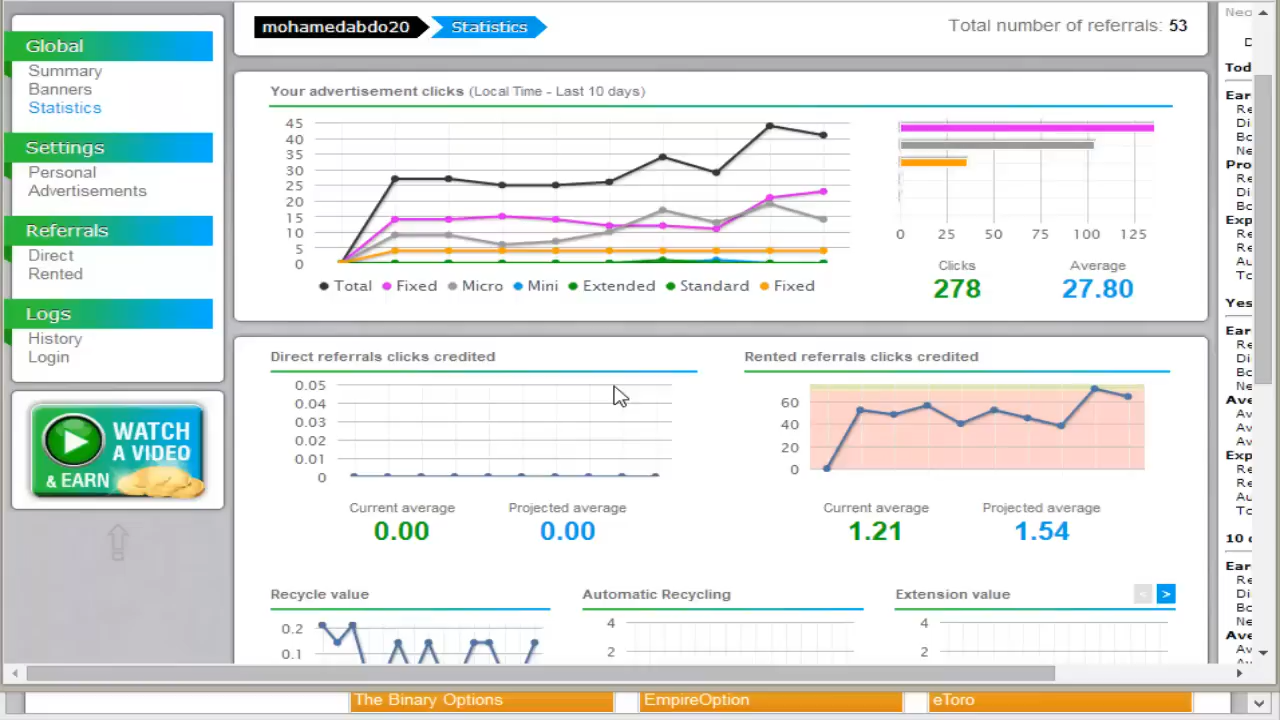 mohamedabdo20 Statistics
Total number of referrals: 53
Global
Summary
Banners
Statistics
Settings
Personal
Advertisements
Referrals
Direct
Rented
Logs
History
Login
WATCH
A VIDEO
& EARN
Your advertisement clicks (Local Time - Last 10 days)
45
40
35
30
25
20
15
10
5
0
Total Fixed Micro Mini Extended Standard Fixed
0 25 50 75 100 125
Clicks Average
278 27.80
Direct referrals clicks credited
0.05
0.04
0.03
0.02
0.01
0
Current average Projected average
0.00 0.00
Rented referrals clicks credited
60
40
20
0
Current average Projected average
1.21 1.54
Recycle value
0.2
0.1
Automatic Recycling
4
2
Extension value
< >
4
2
The Binary Options EmpireOption eToro